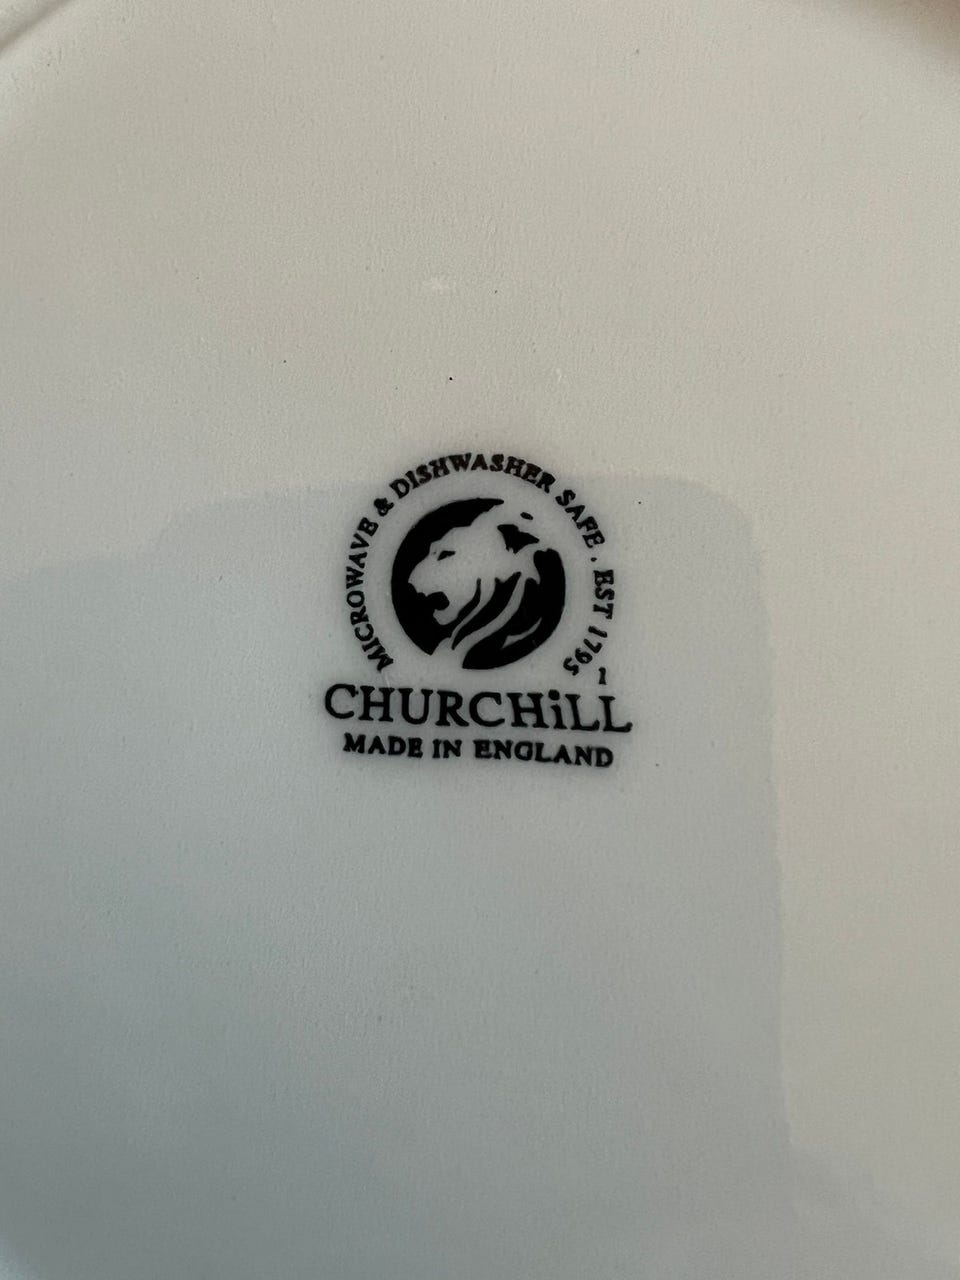 MICROWAVE & DISHWASHER SAFE . EST 1795
1
CHURCHiLL
MADE IN ENGLAND